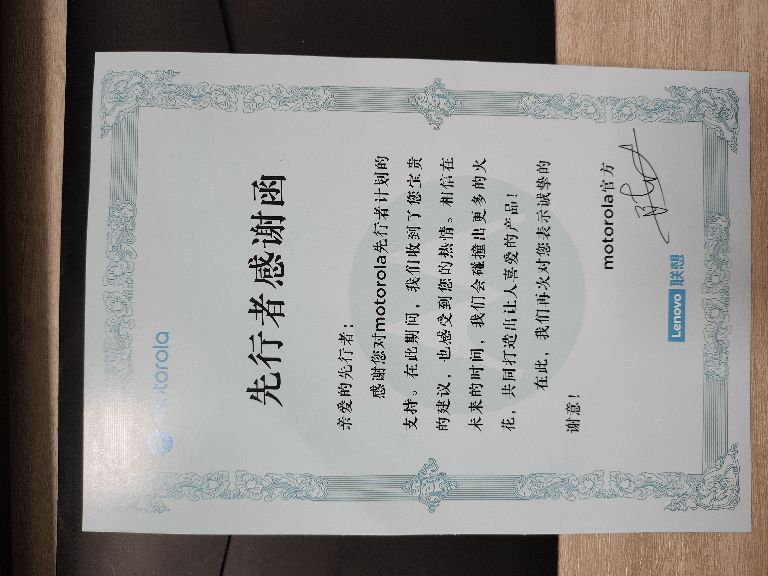 motorola
先行者感谢函
亲爱的先行者：
感谢您对motorola先行者计划的
支持。在此期间，我们收到了您宝贵
的建议，也感受到您的热情。相信在
未来的时间，我们会碰撞出更多的火
花，共同打造出让人喜爱的产品！
在此，我们再次对您表示诚挚的
谢意！
motorola官方
Lenovo联想